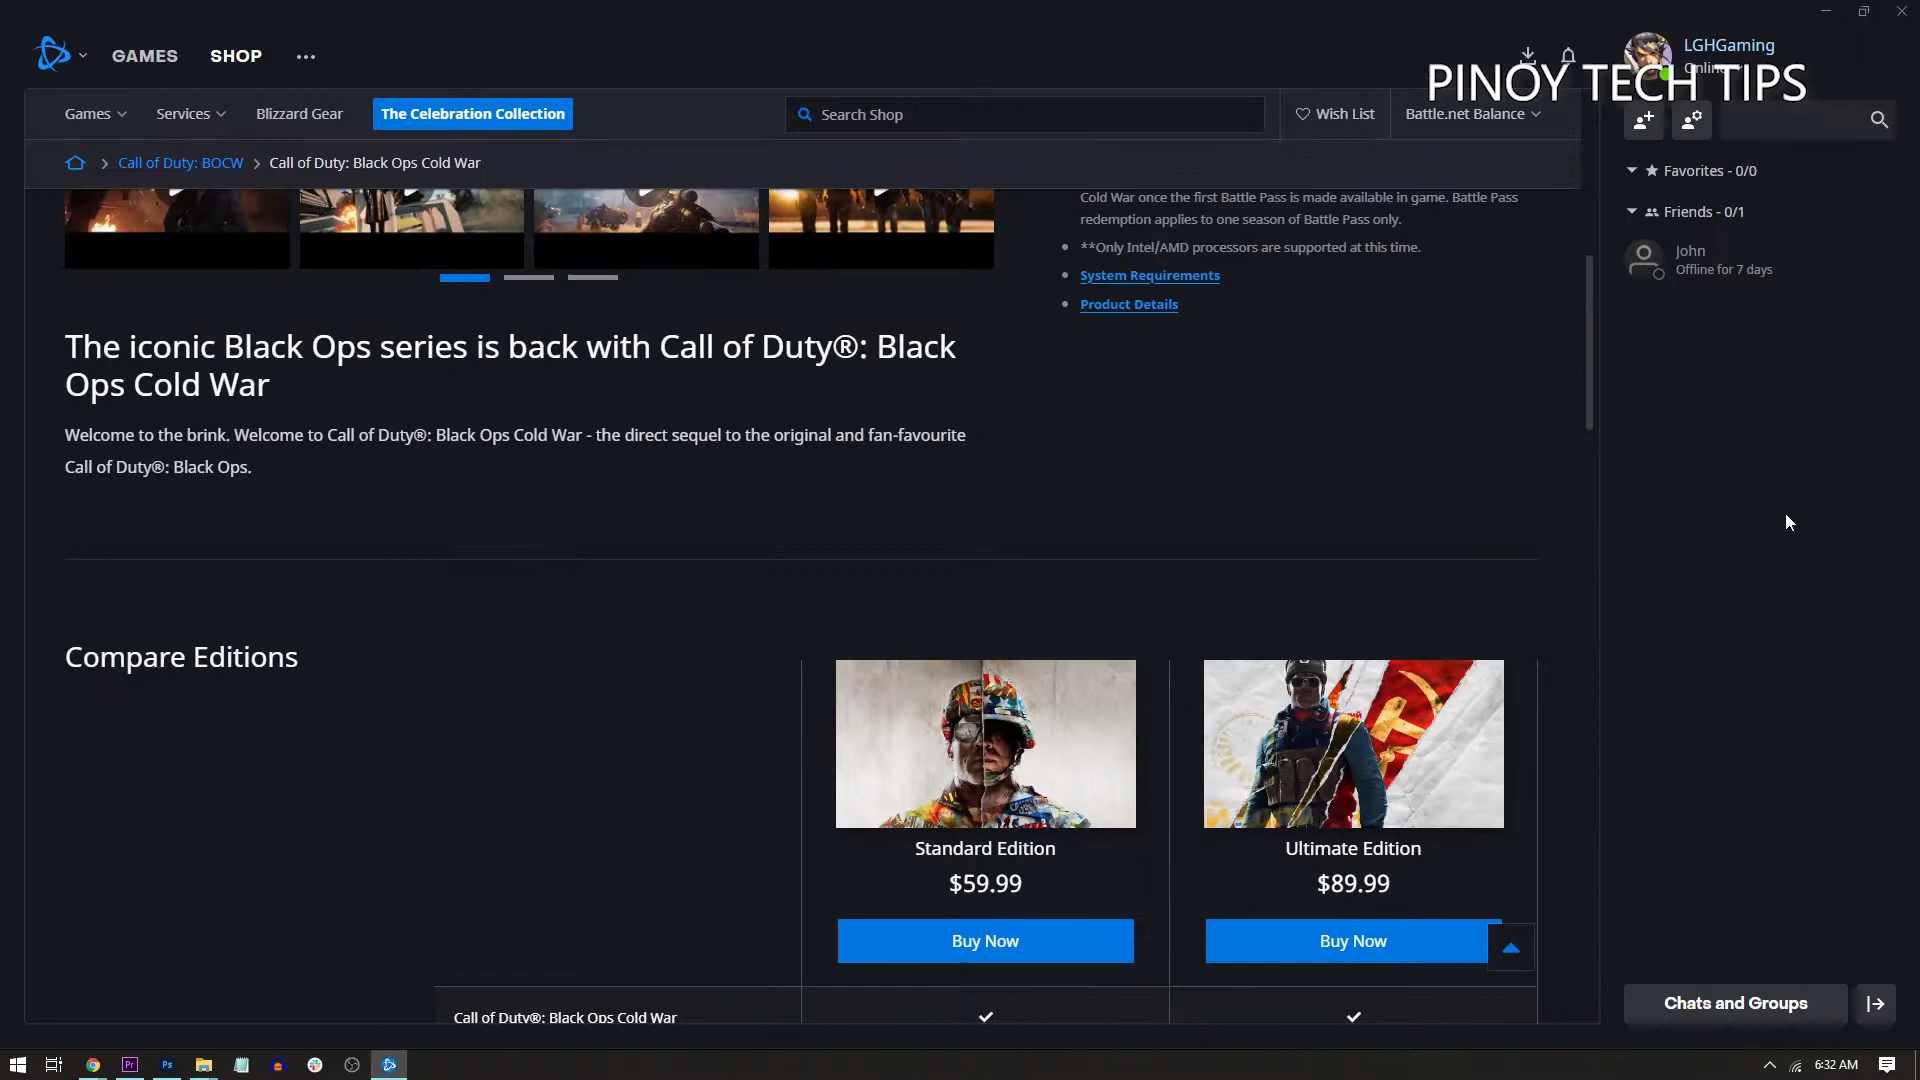 GAMES
SHOP
LGHGaming
PINOY TECH TIPS
Games
Services
Blizzard Gear
The Celebration Collection
Search Shop
Wish List
Battle.net Balance
Call of Duty: BOCW
Call of Duty: Black Ops Cold War
Favorites - 0/0
Friends - 0/1
John
Offline for 7 days
Cold War once the first Battle Pass is made available in game. Battle Pass
redemption applies to one season of Battle Pass only.
**Only Intel/AMD processors are supported at this time.
System Requirements
Product Details
The iconic Black Ops series is back with Call of Duty®: Black
Ops Cold War
Welcome to the brink. Welcome to Call of Duty®: Black Ops Cold War - the direct sequel to the original and fan-favourite
Call of Duty®: Black Ops.
Compare Editions
Standard Edition
$59.99
Buy Now
Ultimate Edition
$89.99
Buy Now
Call of Duty®: Black Ops Cold War
Chats and Groups
Pr
Ps
6:32 AM